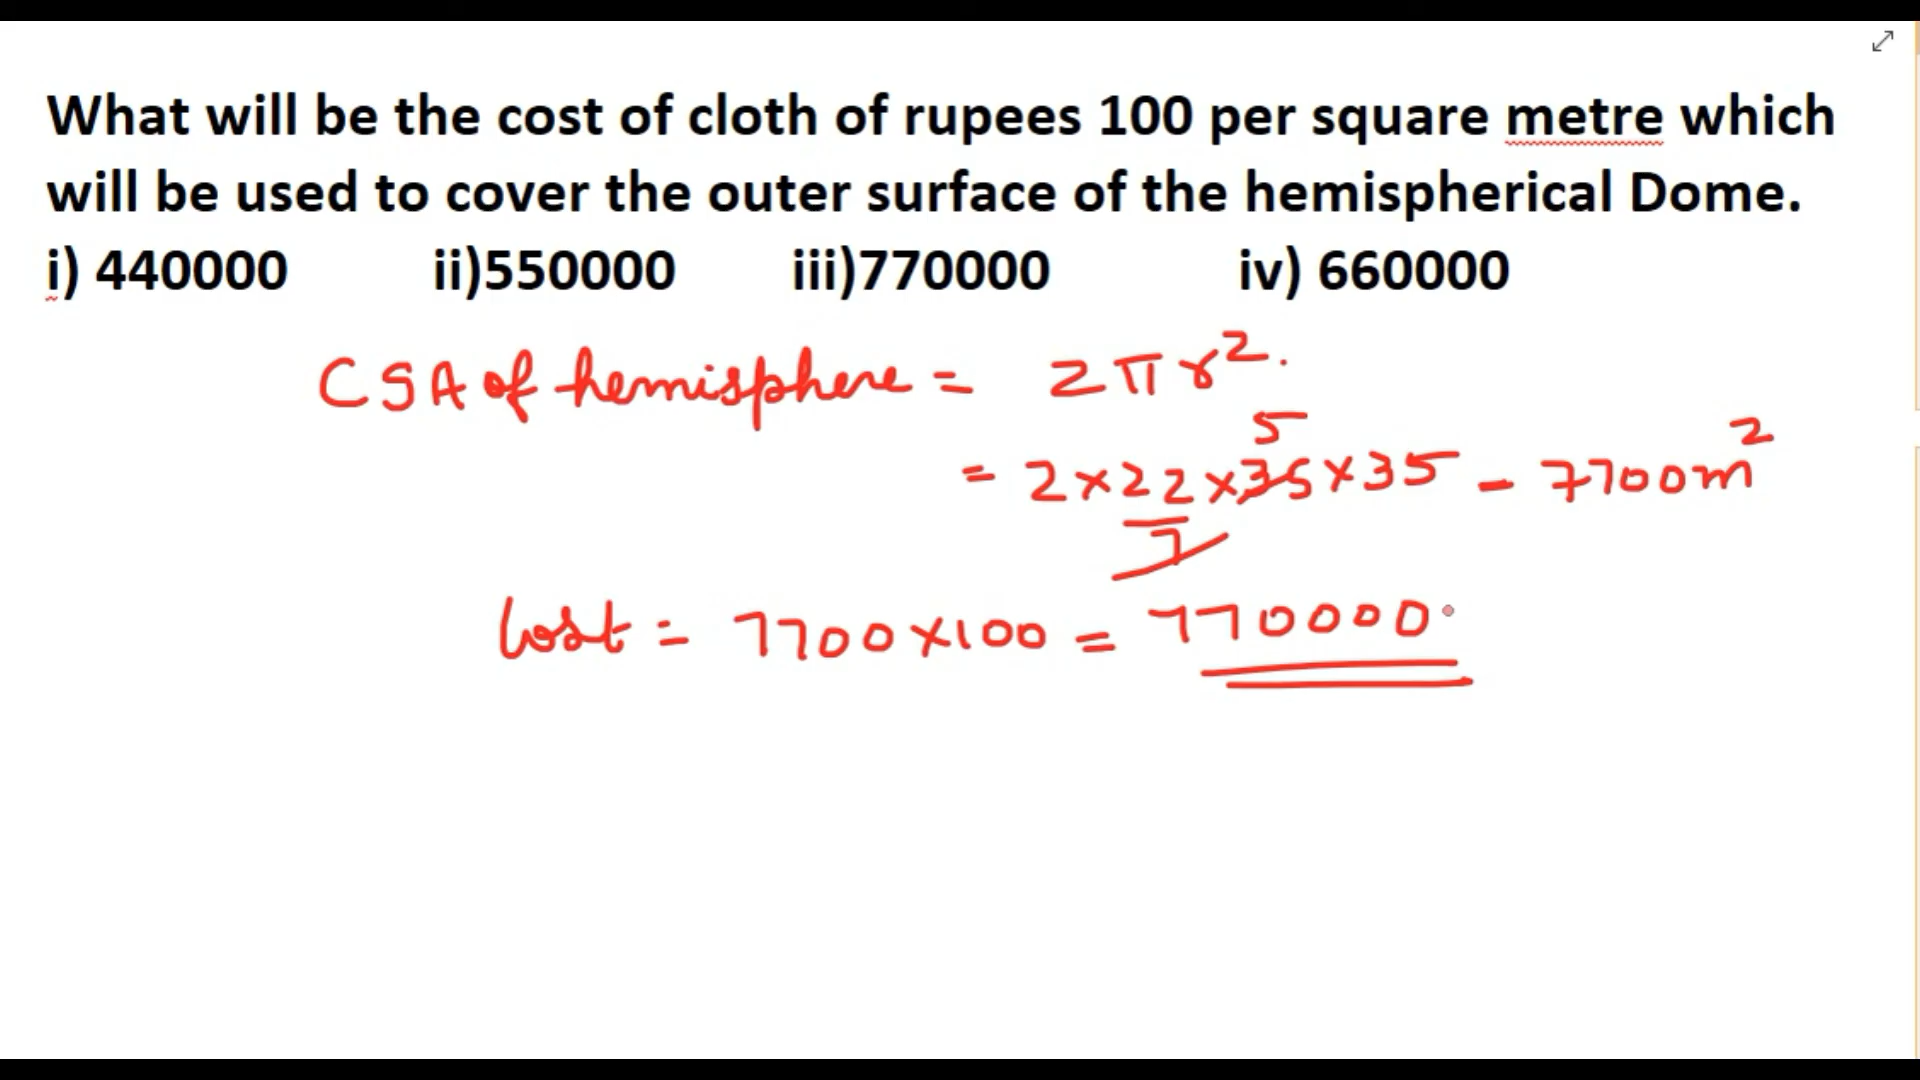 What will be the cost of cloth of rupees 100 per square metre which
will be used to cover the outer surface of the hemispherical Dome.
i) 440000 ii)550000 iii)770000 iv) 660000
CSA of hemisphere = 2πr².
5
= 2×22×35×35 - 7700m²
7
Cost = 7700×100 = 770000